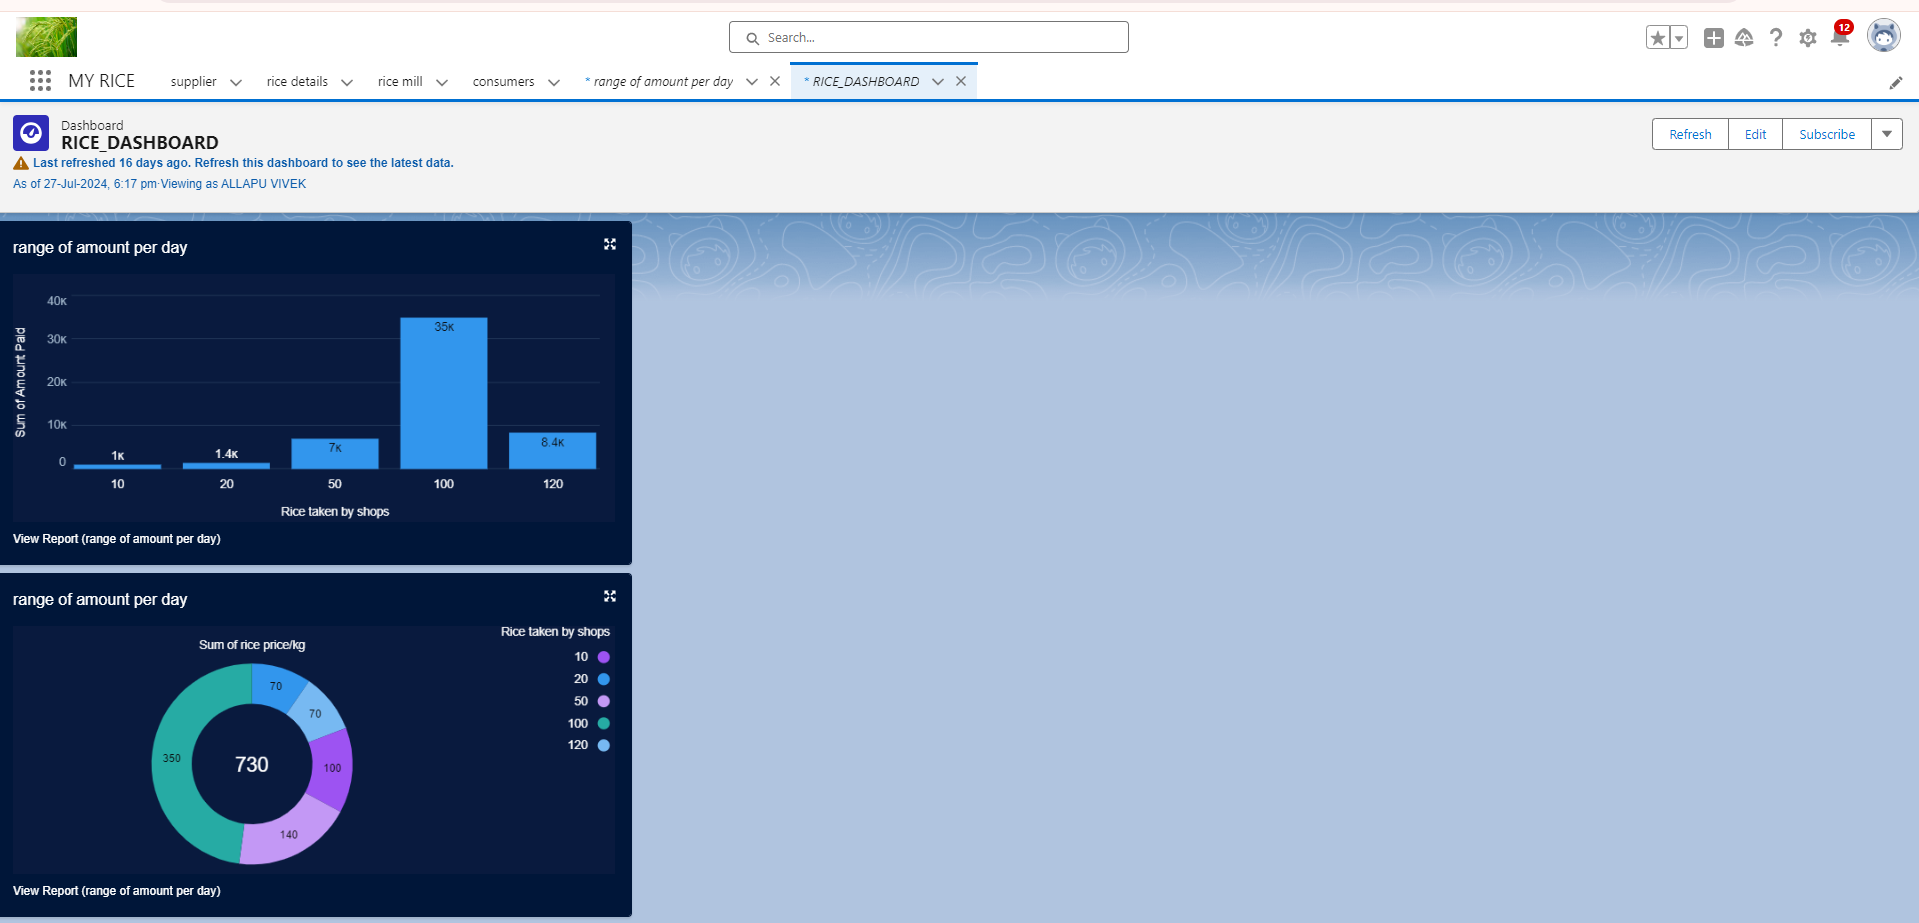 Search...
12
MY RICE
supplier
rice details
rice mill
consumers
* range of amount per day
* RICE_DASHBOARD
Dashboard
RICE_DASHBOARD
Last refreshed 16 days ago. Refresh this dashboard to see the latest data.
As of 27-Jul-2024, 6:17 pm·Viewing as ALLAPU VIVEK
Refresh
Edit
Subscribe
range of amount per day
Sum of Amount Paid
40K
30K
20K
10K
0
1K
1.4K
7K
35K
8.4K
10
20
50
100
120
Rice taken by shops
View Report (range of amount per day)
range of amount per day
Sum of rice price/kg
70
70
100
140
350
730
Rice taken by shops
10
20
50
100
120
View Report (range of amount per day)